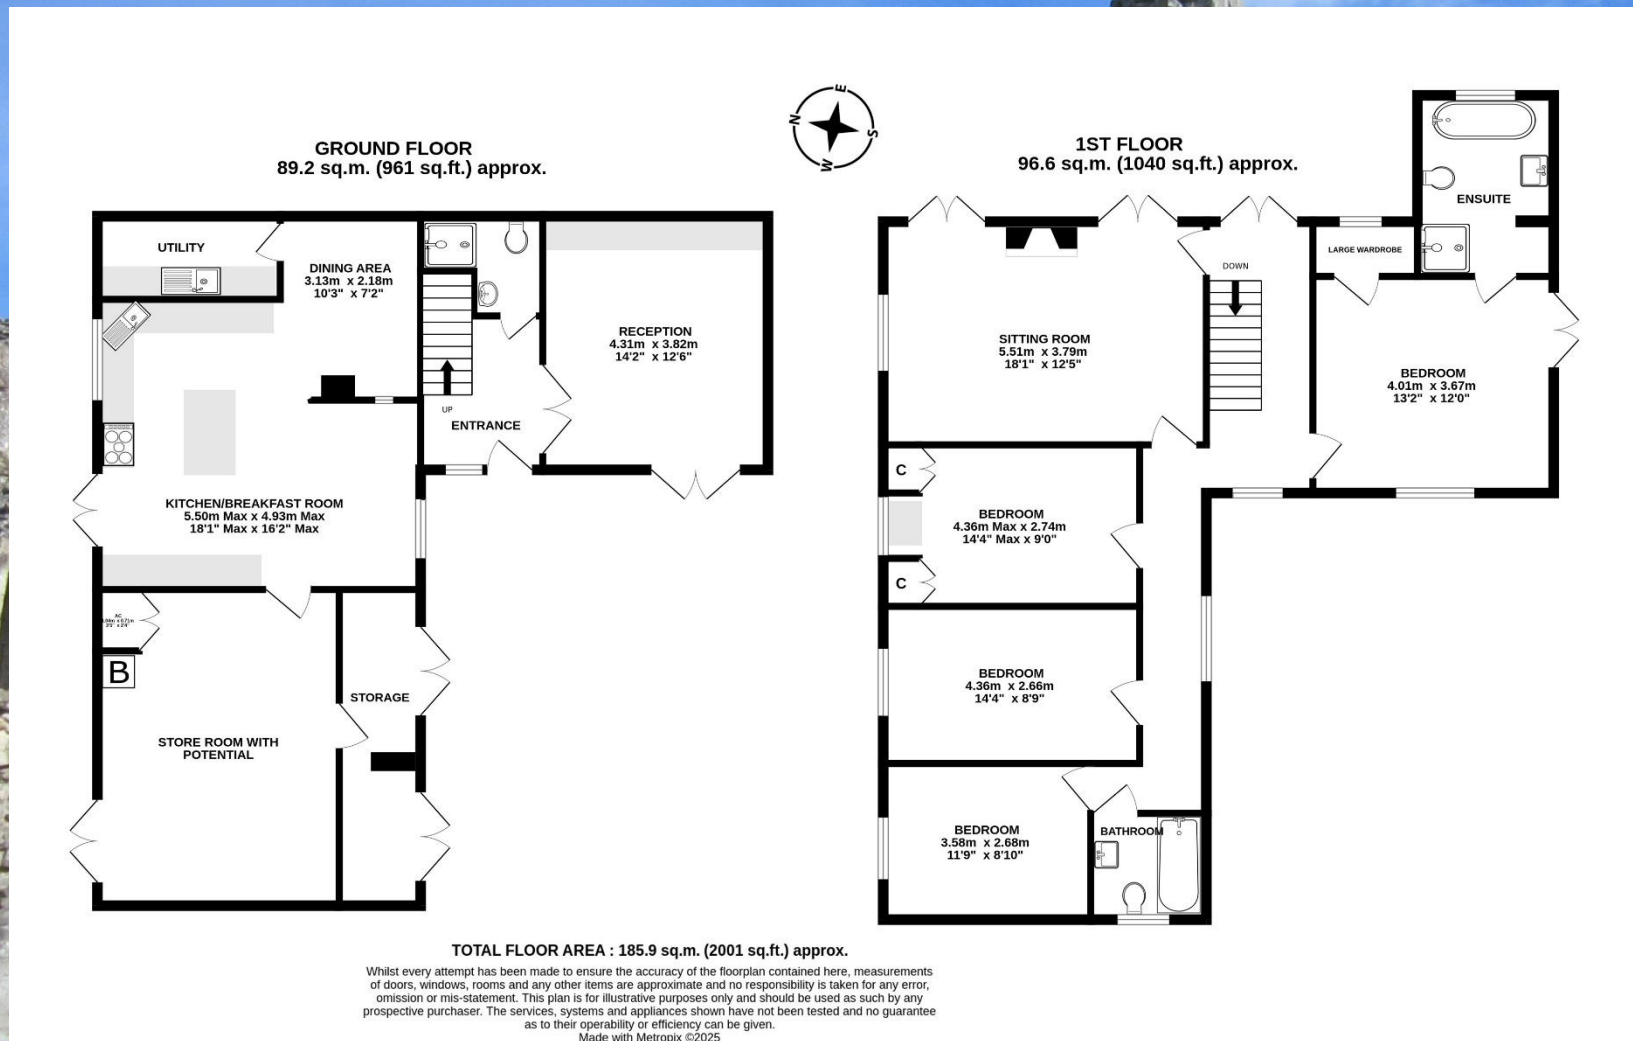 GROUND FLOOR
89.2 sq.m. (961 sq.ft.) approx.
N
E
S
W
1ST FLOOR
96.6 sq.m. (1040 sq.ft.) approx.
UTILITY
DINING AREA
3.13m x 2.18m
10'3" x 7'2"
RECEPTION
4.31m x 3.82m
14'2" x 12'6"
UP
ENTRANCE
KITCHEN/BREAKFAST ROOM
5.50m Max x 4.93m Max
18'1" Max x 16'2" Max
AC
B
STORAGE
STORE ROOM WITH
POTENTIAL
ENSUITE
LARGE WARDROBE
DOWN
SITTING ROOM
5.51m x 3.79m
18'1" x 12'5"
BEDROOM
4.01m x 3.67m
13'2" x 12'0"
C
BEDROOM
4.36m Max x 2.74m
14'4" Max x 9'0"
C
BEDROOM
4.36m x 2.66m
14'4" x 8'9"
BEDROOM
3.58m x 2.68m
11'9" x 8'10"
BATHROOM
TOTAL FLOOR AREA : 185.9 sq.m. (2001 sq.ft.) approx.
Whilst every attempt has been made to ensure the accuracy of the floorplan contained here, measurements
of doors, windows, rooms and any other items are approximate and no responsibility is taken for any error,
omission or mis-statement. This plan is for illustrative purposes only and should be used as such by any
prospective purchaser. The services, systems and appliances shown have not been tested and no guarantee
as to their operability or efficiency can be given.
Made with Metropix ©2025